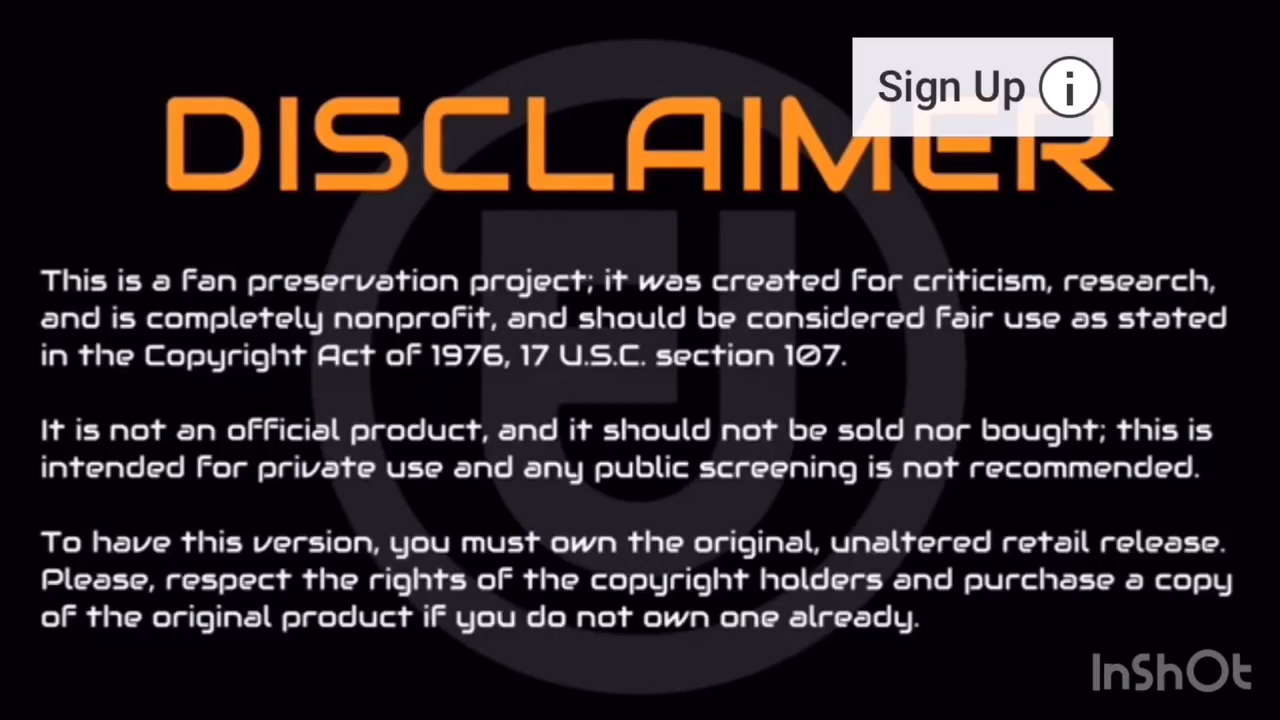 Sign Up i
DISCLAIMER
This is a fan preservation project; it was created for criticism, research,
and is completely nonprofit, and should be considered fair use as stated
in the Copyright Act of 1976, 17 U.S.C. section 107.
It is not an official product, and it should not be sold nor bought; this is
intended for private use and any public screening is not recommended.
To have this version, you must own the original, unaltered retail release.
Please, respect the rights of the copyright holders and purchase a copy
of the original product if you do not own one already.
InShOt